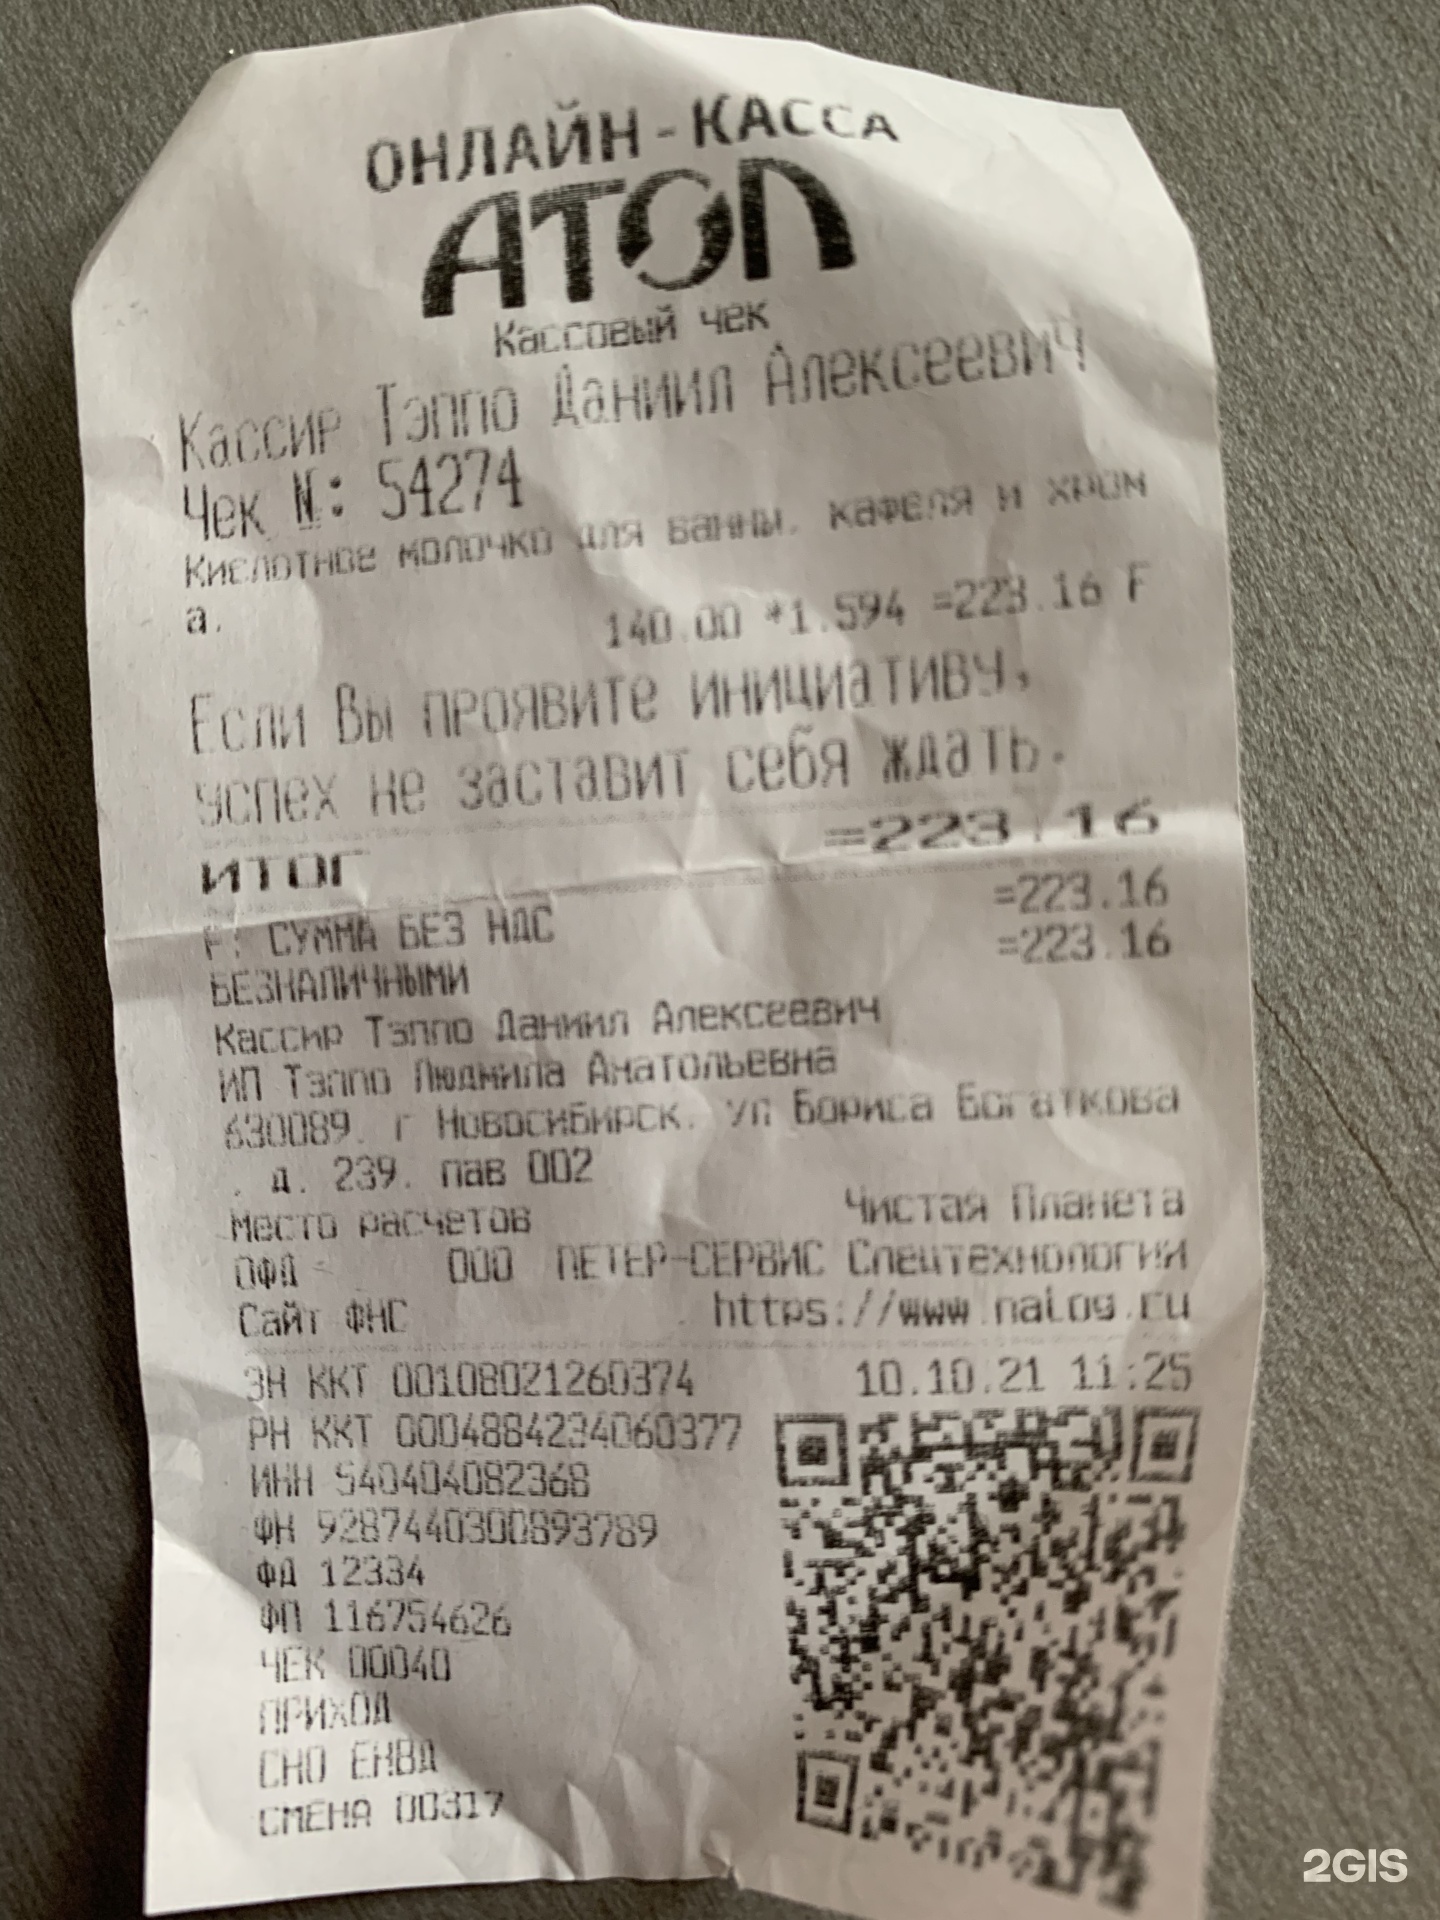 ОНЛАЙН-КАССА
АТОЛ
Кассовый чек
Кассир Тэппо Даниил Алексеевич
Чек №: 54274
Кислотное молочко для ванны, кафеля и хром
а.
140.00 *1.594 =223.16 F
Если Вы проявите инициативу,
успех не заставит себя ждать.
ИТОГ =223.16
F: СУММА БЕЗ НДС =223.16
БЕЗНАЛИЧНЫМИ =223.16
Кассир Тэппо Даниил Алексеевич
ИП Тэппо Людмила Анатольевна
630089, г Новосибирск, ул Бориса Богаткова
, д. 239, пав 002
Место расчетов Чистая Планета
ОФД ООО ПЕТЕР-СЕРВИС Спецтехнологии
Сайт ФНС https://www.nalog.ru
ЗН ККТ 00108021260374 10.10.21 11:25
РН ККТ 0004884234060377
ИНН 540404082368
ФН 9287440300893789
ФД 12334
ФП 116754626
ЧЕК 00040
ПРИХОД
СНО ЕНВД
СМЕНА 00317
2GIS